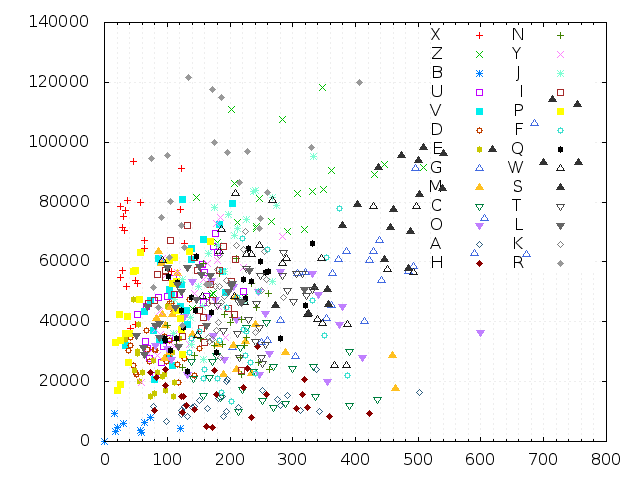 140000
X N
Z Y
120000
B J
U I
100000
V P
D F
E Q
80000
G W
M S
C T
60000
O L
A K
H R
40000
20000
0
0 100 200 300 400 500 600 700 800